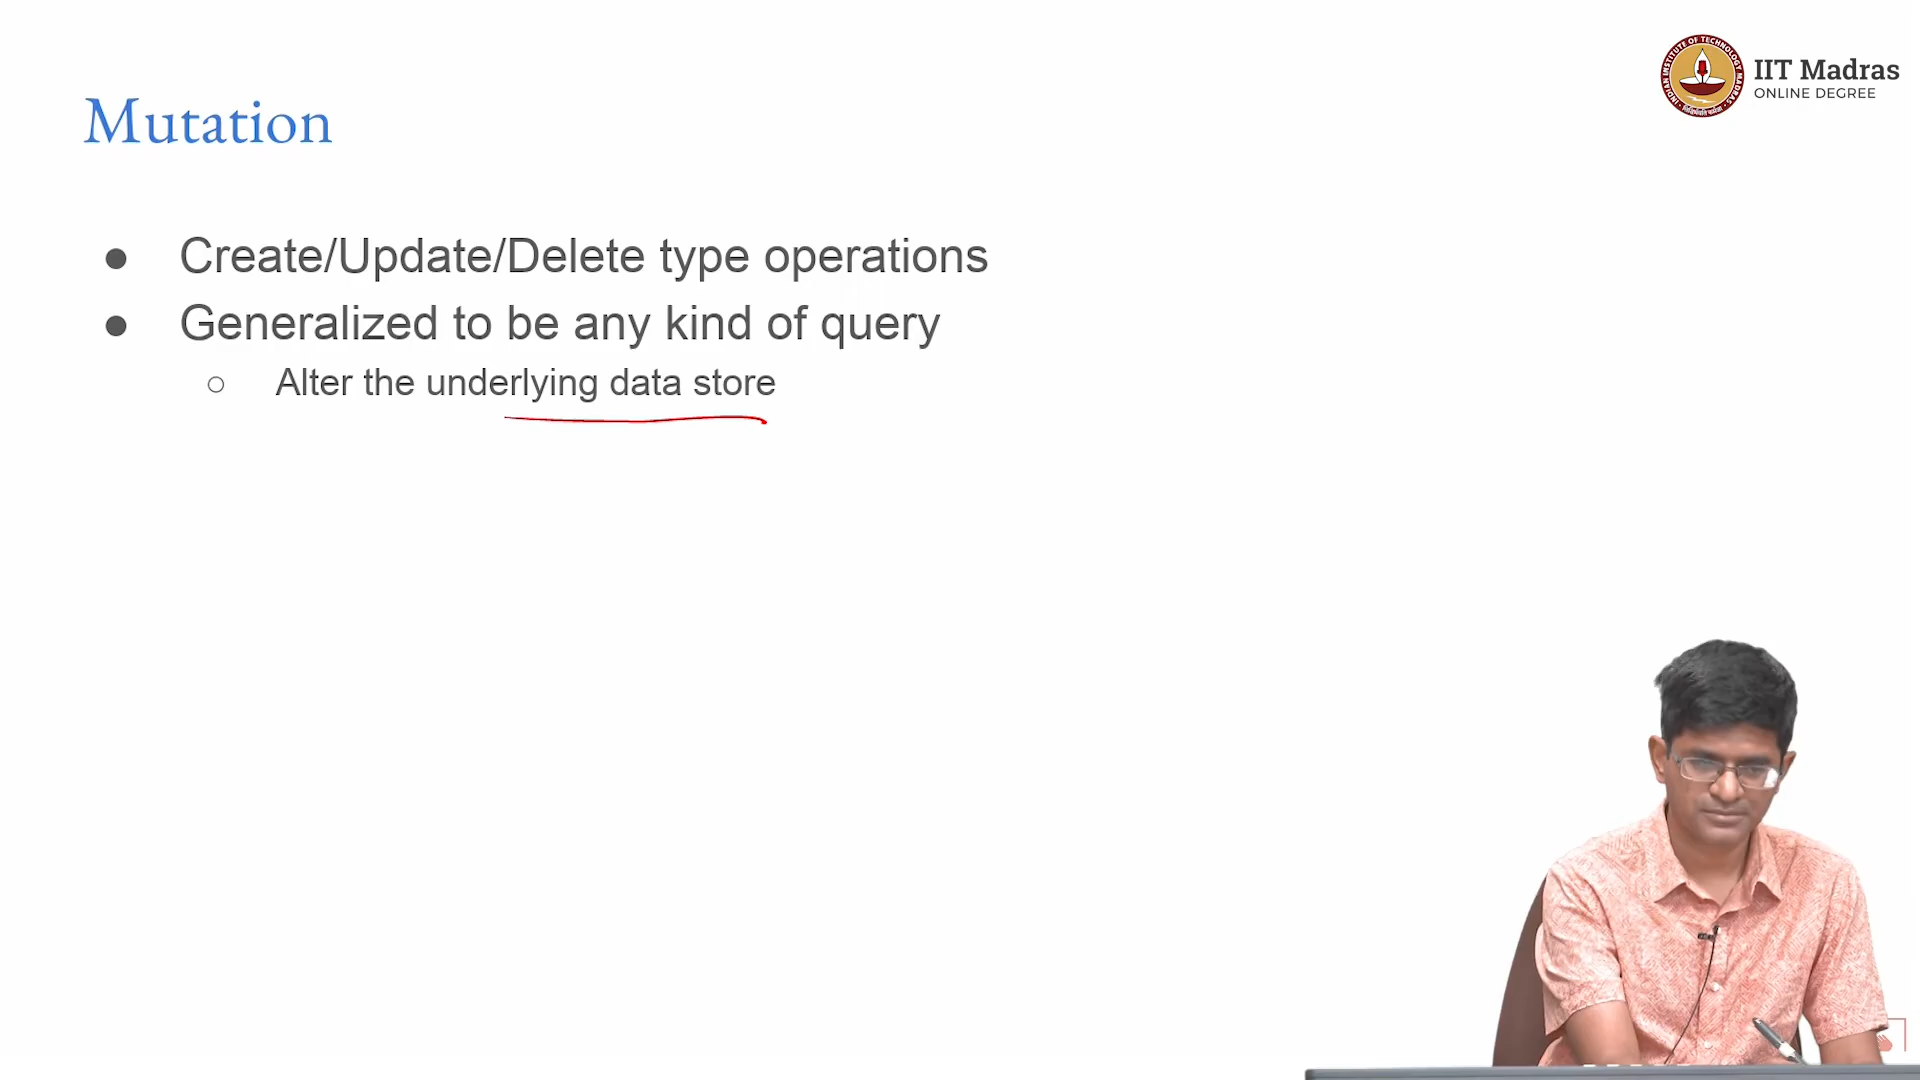 IIT Madras
ONLINE DEGREE
Mutation
● Create/Update/Delete type operations
● Generalized to be any kind of query
○ Alter the underlying data store